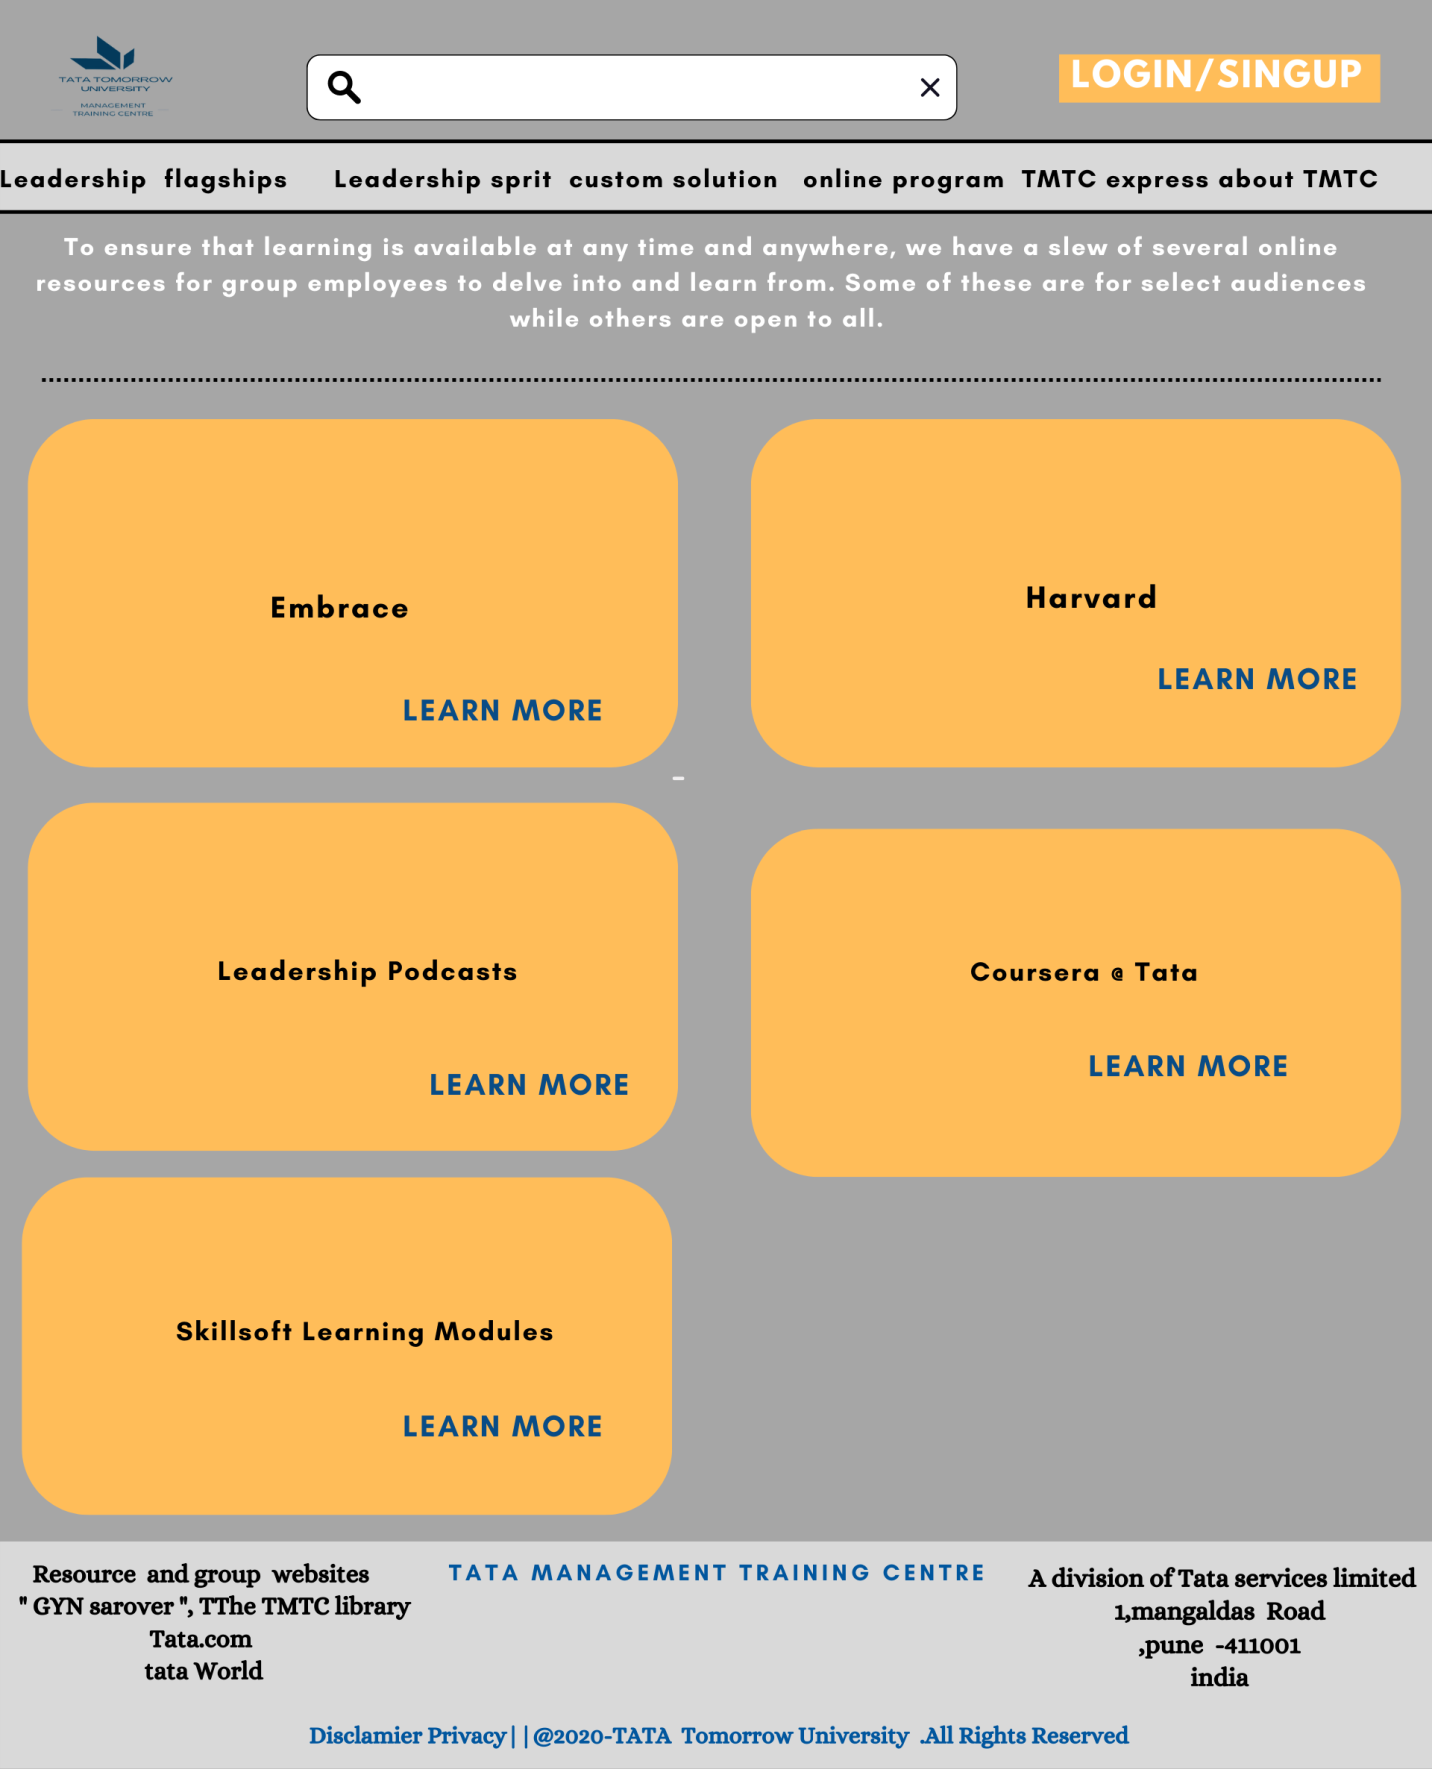 TATA TOMORROW
UNIVERSITY
MANAGEMENT
TRAINING CENTRE
LOGIN/SINGUP
Leadership flagships Leadership sprit custom solution online program TMTC express about TMTC
To ensure that learning is available at any time and anywhere, we have a slew of several online
resources for group employees to delve into and learn from. Some of these are for select audiences
while others are open to all.
Embrace
LEARN MORE
Harvard
LEARN MORE
-
Leadership Podcasts
LEARN MORE
Coursera @ Tata
LEARN MORE
Skillsoft Learning Modules
LEARN MORE
Resource and group websites
" GYN sarover ", TThe TMTC library
Tata.com
tata World
TATA MANAGEMENT TRAINING CENTRE
A division of Tata services limited
1,mangaldas Road
,pune -411001
india
Disclamier Privacy||@2020-TATA Tomorrow University .All Rights Reserved